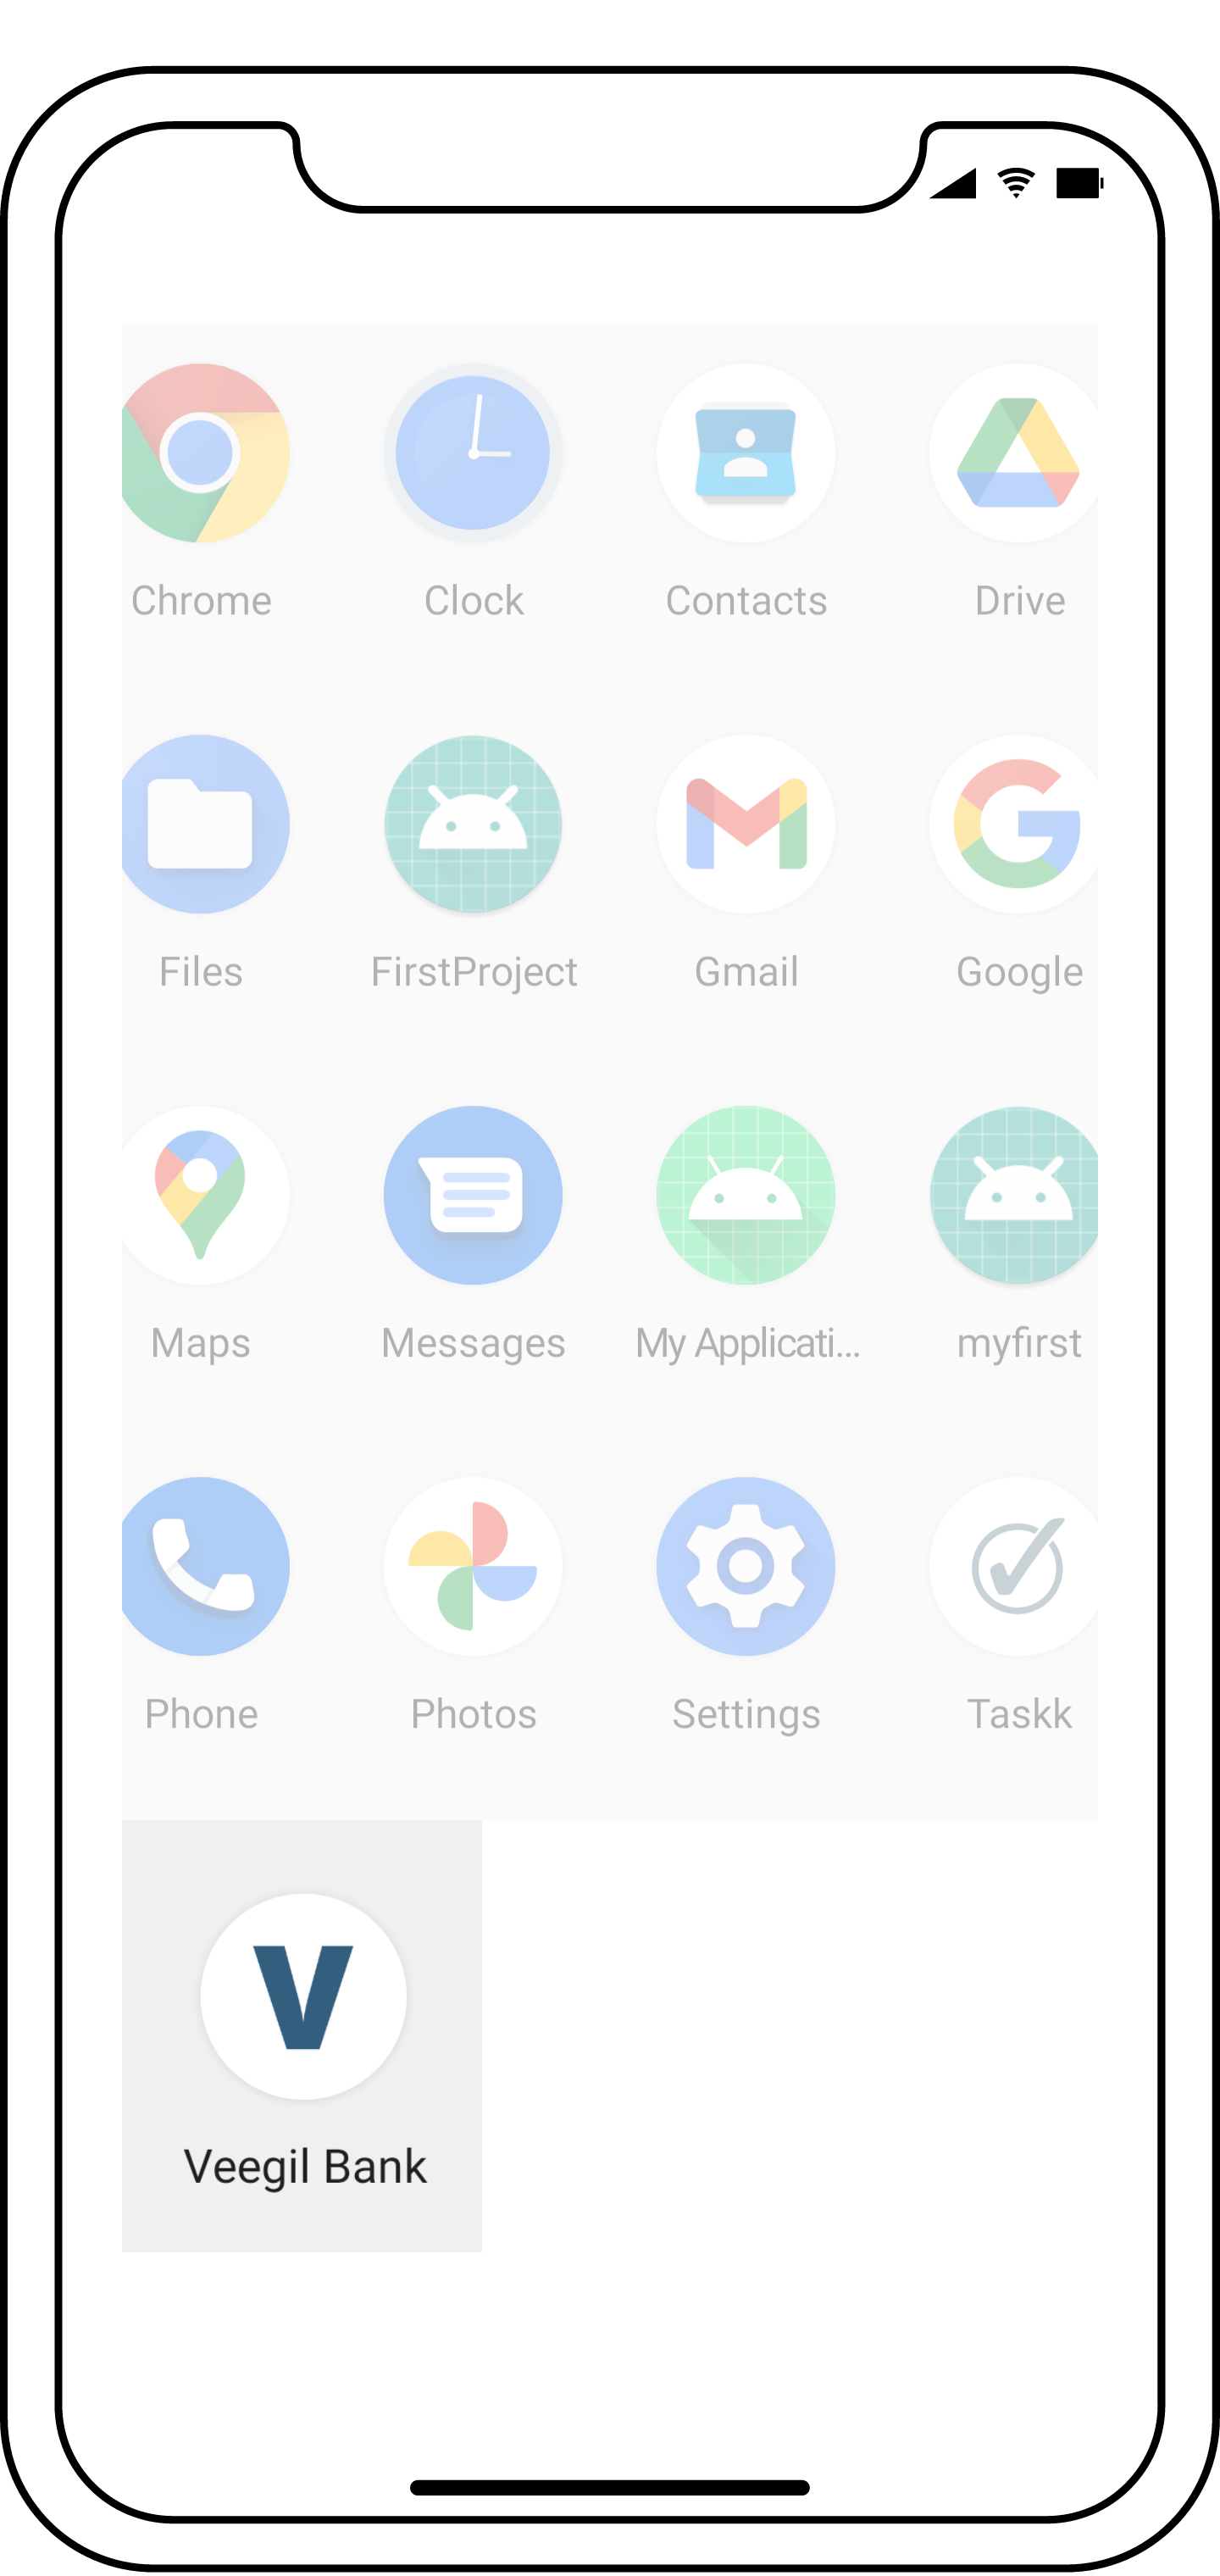 Chrome Clock Contacts Drive
Files FirstProject Gmail Google
Maps Messages My Applicati... myfirst
Phone Photos Settings Taskk
V
Veegil Bank